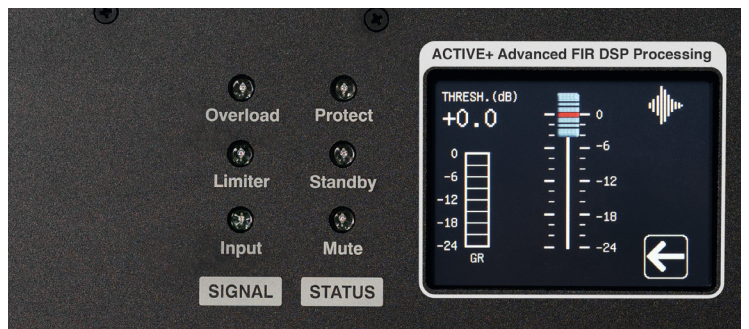 ACTIVE+ Advanced FIR DSP Processing
Overload Protect
Limiter Standby
Input Mute
SIGNAL STATUS
THRESH.(dB)
+0.0
0
-6
-12
-18
-24
GR
0
-6
-12
-18
-24